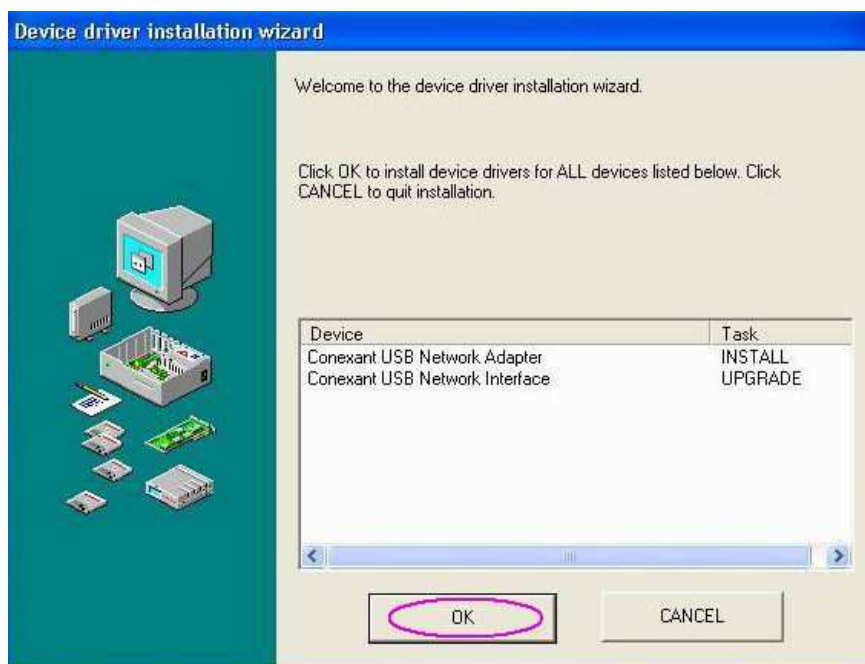 Device driver installation wizard
Welcome to the device driver installation wizard.
Click OK to install device drivers for ALL devices listed below. Click
CANCEL to quit installation.
Device Task
Conexant USB Network Adapter INSTALL
Conexant USB Network Interface UPGRADE
OK CANCEL